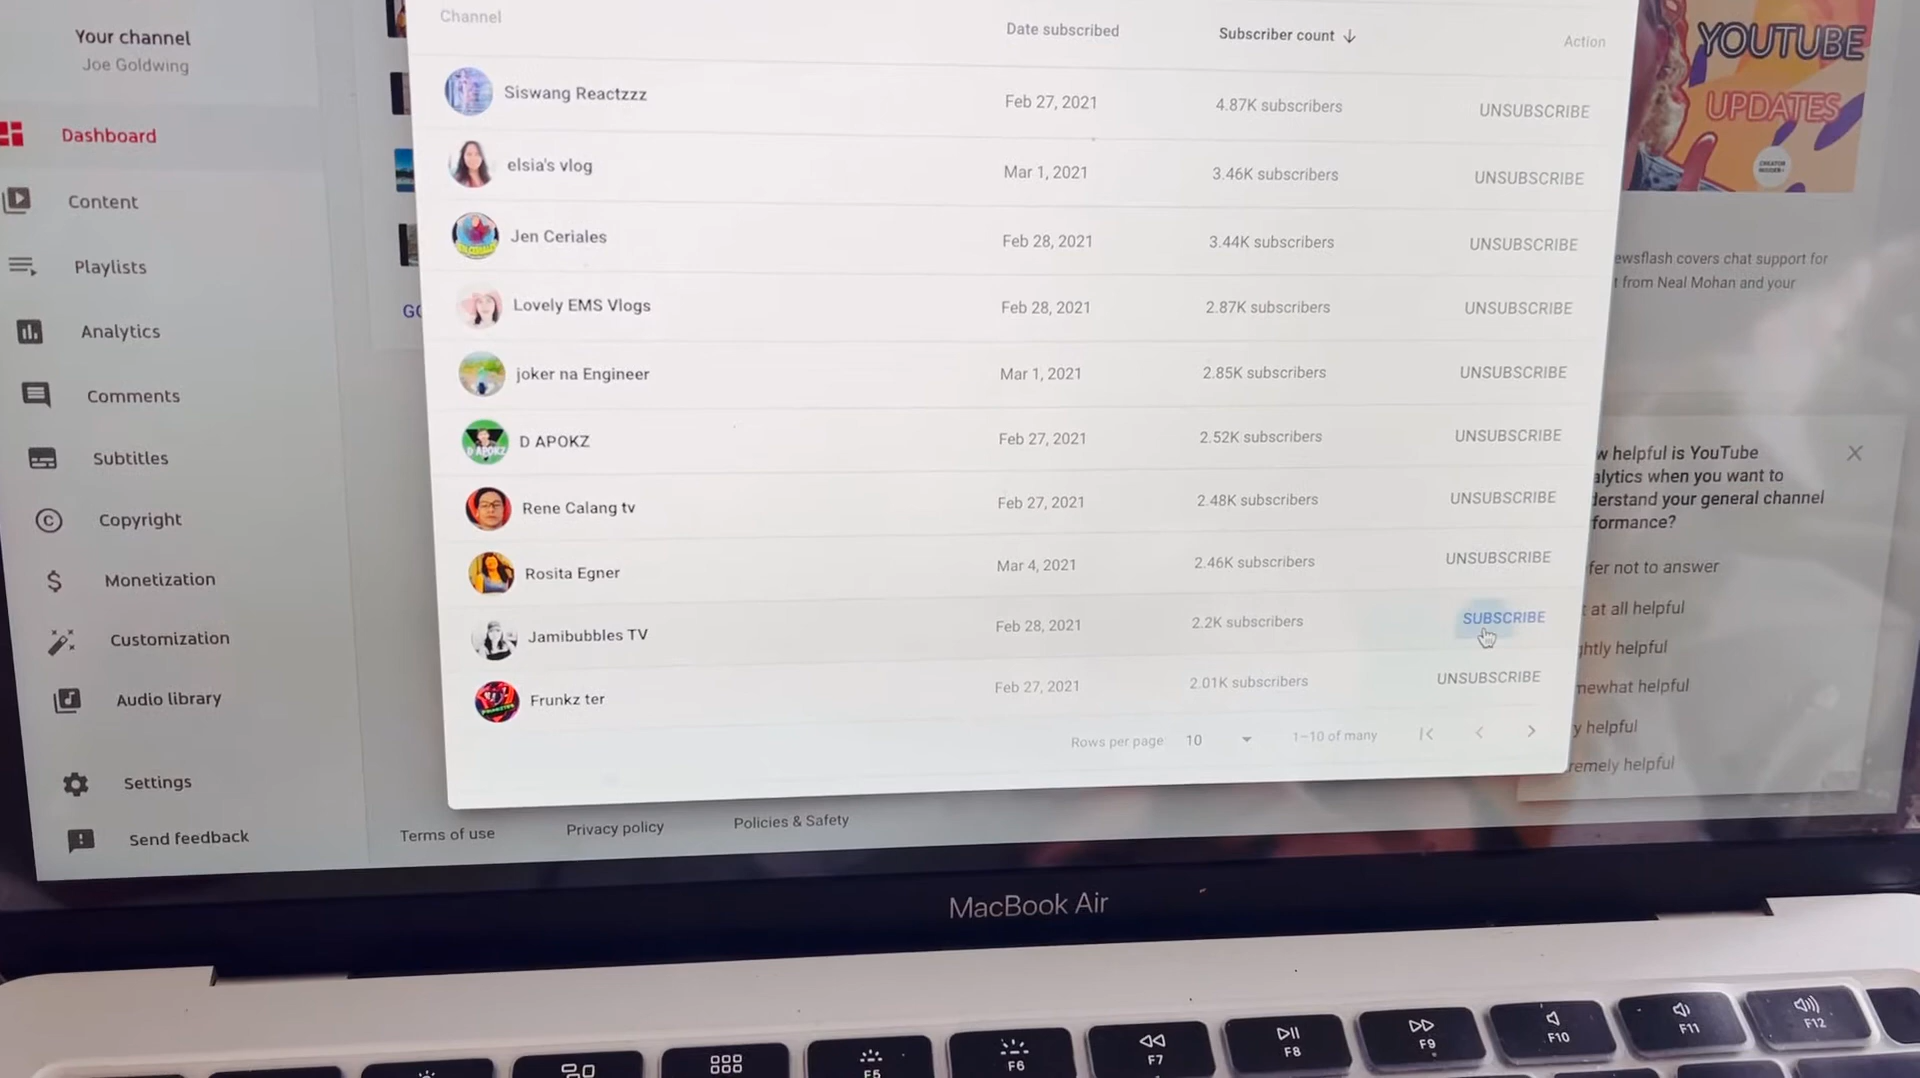 Your channel
Joe Goldwing
Dashboard
Content
Playlists
Analytics
Comments
Subtitles
Copyright
Monetization
Customization
Audio library
Settings
Send feedback
Channel Date subscribed Subscriber count Action
Siswang Reactzzz Feb 27, 2021 4.87K subscribers UNSUBSCRIBE
elsia's vlog Mar 1, 2021 3.46K subscribers UNSUBSCRIBE
Jen Ceriales Feb 28, 2021 3.44K subscribers UNSUBSCRIBE
Lovely EMS Vlogs Feb 28, 2021 2.87K subscribers UNSUBSCRIBE
joker na Engineer Mar 1, 2021 2.85K subscribers UNSUBSCRIBE
D APOKZ Feb 27, 2021 2.52K subscribers UNSUBSCRIBE
Rene Calang tv Feb 27, 2021 2.48K subscribers UNSUBSCRIBE
Rosita Egner Mar 4, 2021 2.46K subscribers UNSUBSCRIBE
Jamibubbles TV Feb 28, 2021 2.2K subscribers SUBSCRIBE
Frunkz ter Feb 27, 2021 2.01K subscribers UNSUBSCRIBE
Rows per page 10 1–10 of many
Terms of use Privacy policy Policies & Safety
YOUTUBE
UPDATES
CREATOR
INSIDER
ewsflash covers chat support for
t from Neal Mohan and your
w helpful is YouTube
alytics when you want to
lerstand your general channel
formance?
fer not to answer
t at all helpful
ghtly helpful
mewhat helpful
y helpful
remely helpful
MacBook Air
F5 F6 F7 F8 F9 F10 F11 F12